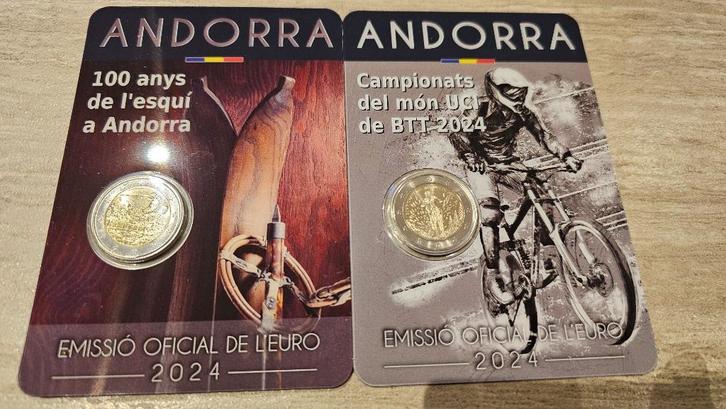 ANDORRA
100 anys
de l'esquí
a Andorra
EMISSIÓ OFICIAL DE L'EURO
2024
ANDORRA
Campionats
del món UCI
de BTT 2024
EMISSIÓ OFICIAL DE L'EURO
2024